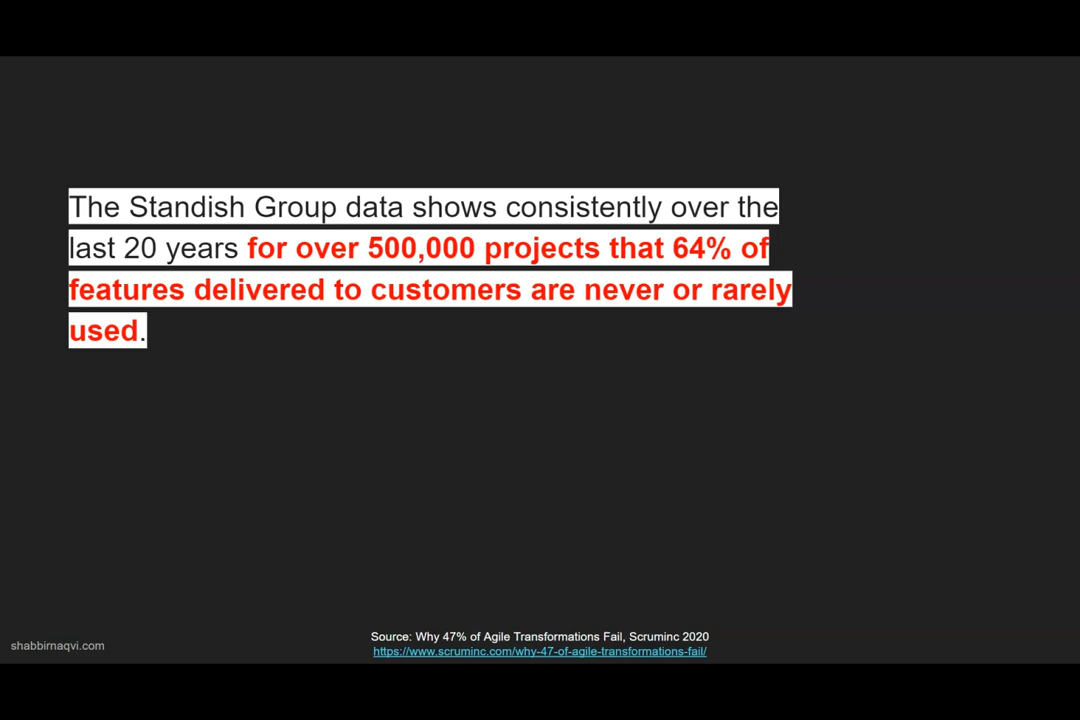 The Standish Group data shows consistently over the
last 20 years for over 500,000 projects that 64% of
features delivered to customers are never or rarely
used.
Source: Why 47% of Agile Transformations Fail, Scruminc 2020
shabbirnaqvi.com
https://www.scruminc.com/why-47-of-agile-transformations-fail/